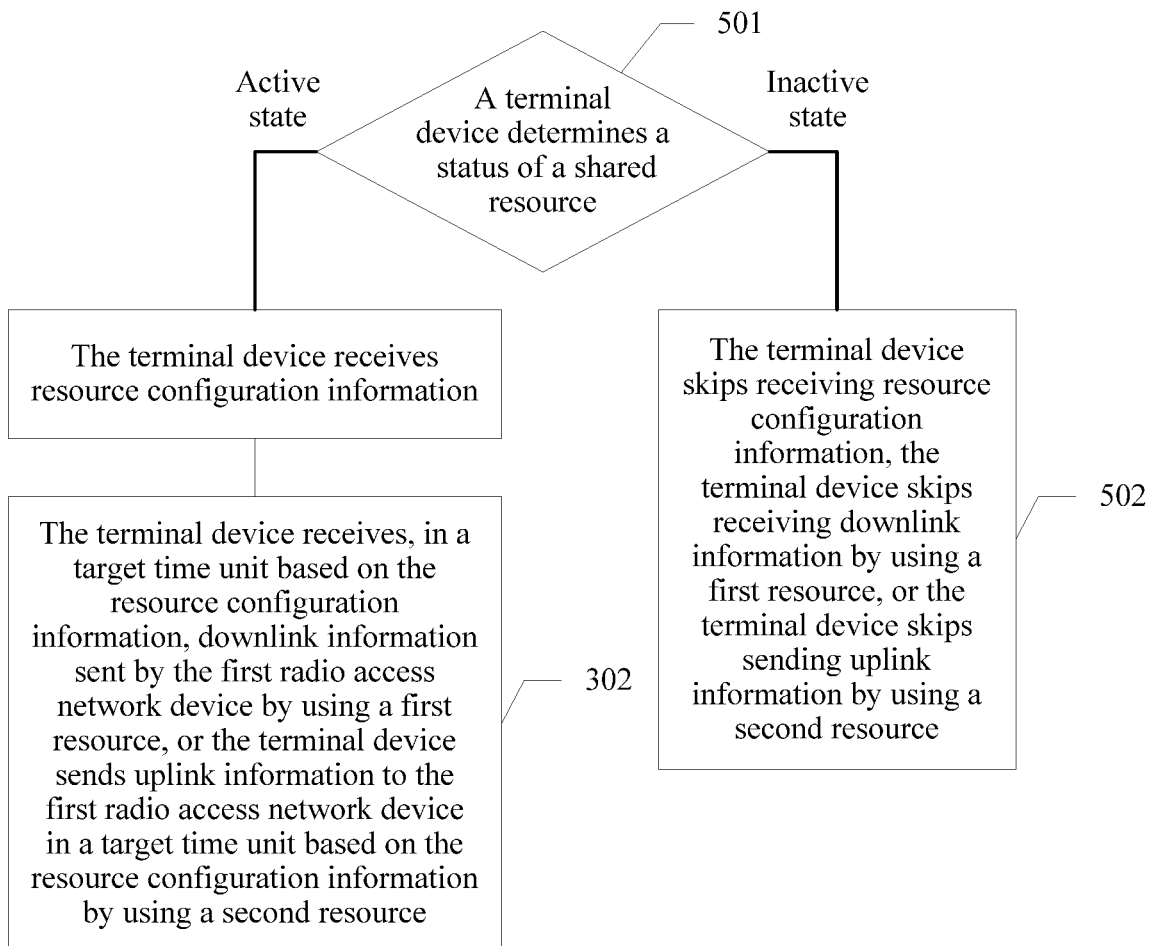 501
Active
state
Inactive
state
A terminal
device determines a
status of a shared
resource
The terminal device receives
resource configuration information
The terminal device
skips receiving resource
configuration
information, the
terminal device skips
receiving downlink
information by using a
first resource, or the
terminal device skips
sending uplink
information by using a
second resource
502
The terminal device receives, in a
target time unit based on the
resource configuration
information, downlink information
sent by the first radio access
network device by using a first
resource, or the terminal device
sends uplink information to the
first radio access network device
in a target time unit based on the
resource configuration information
by using a second resource
302